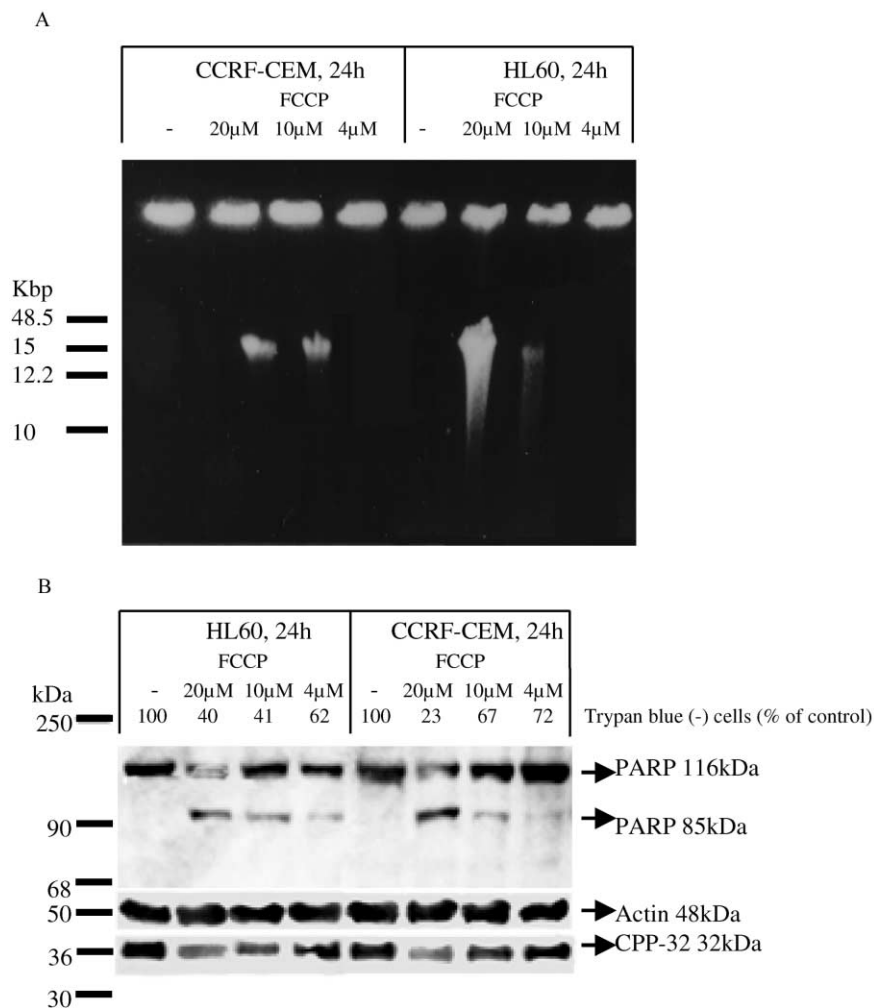 A
CCRF-CEM, 24h HL60, 24h
FCCP FCCP
- 20µM 10µM 4µM - 20µM 10µM 4µM
Kbp
48.5
15
12.2
10
B
HL60, 24h CCRF-CEM, 24h
FCCP FCCP
kDa - 20µM 10µM 4µM - 20µM 10µM 4µM
250 100 40 41 62 100 23 67 72 Trypan blue (-) cells (% of control)
PARP 116kDa
90 PARP 85kDa
68
50 Actin 48kDa
36 CPP-32 32kDa
30